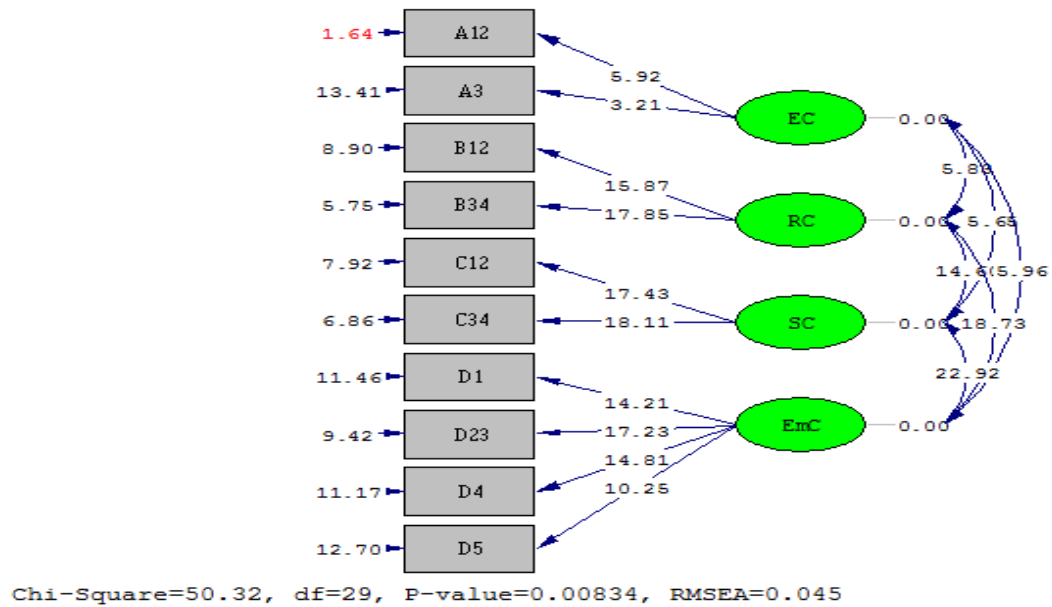 1.64 A12
5.92
13.41 A3
3.21
EC 0.00
8.90 B12
15.87
5.65
5.75 B34
17.85
RC 0.00
7.92 C12
17.43
5.96
6.86 C34
18.11
SC 0.00
18.73
11.46 D1
14.21
22.92
9.42 D23
17.23
EmC 0.00
14.81
11.17 D4
10.25
12.70 D5
Chi-Square=50.32, df=29, P-value=0.00834, RMSEA=0.045